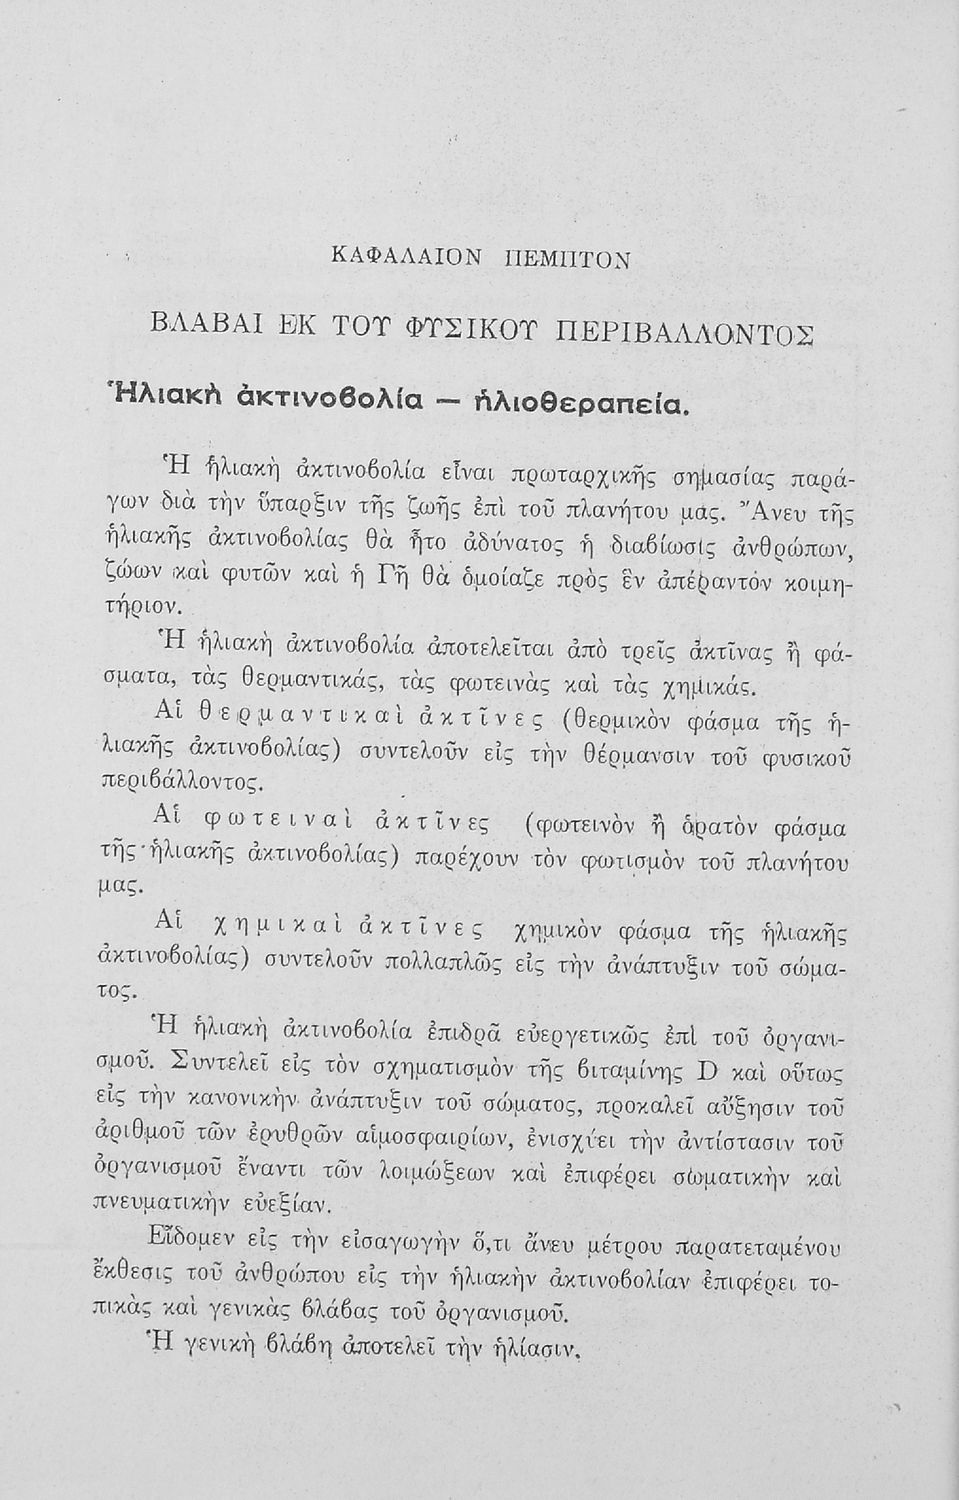 ΚΑΦΑΛΑΙΟΝ ΠΕΜΠΤΟΝ
ΒΛΑΒΑΙ ΕΚ ΤΟΥ ΦΥΣΙΚΟΥ ΠΕΡΙΒΑΛΛΟΝΤΟΣ
Ἡλιακὴ ἀκτινοβολία — ἡλιοθεραπεία.
Ἡ ἡλιακὴ ἀκτινοβολία εἶναι πρωταρχικῆς σημασίας παρά-
γων διὰ τὴν ὕπαρξιν τῆς ζωῆς ἐπὶ τοῦ πλανήτου μας. Ἄνευ τῆς
ἡλιακῆς ἀκτινοβολίας θὰ ἦτο ἀδύνατος ἡ διαβίωσις ἀνθρώπων,
ζώων καὶ φυτῶν καὶ ἡ Γῆ θὰ ὁμοίαζε πρὸς ἓν ἀπέραντόν κοιμη-
τήριον.
Ἡ ἡλιακὴ ἀκτινοβολία ἀποτελεῖται ἀπὸ τρεῖς ἀκτῖνας ἢ φά-
σματα, τὰς θερμαντικάς, τὰς φωτεινὰς καὶ τὰς χημικάς.
Αἱ θερμαντικαὶ ἀκτῖνες (θερμικὸν φάσμα τῆς ἡ-
λιακῆς ἀκτινοβολίας) συντελοῦν εἰς τὴν θέρμανσιν τοῦ φυσικοῦ
περιβάλλοντος.
Αἱ φωτειναὶ ἀκτῖνες (φωτεινὸν ἢ ὁρατὸν φάσμα
τῆς ἡλιακῆς ἀκτινοβολίας) παρέχουν τὸν φωτισμὸν τοῦ πλανήτου
μας.
Αἱ χημικαὶ ἀκτῖνες χημικὸν φάσμα τῆς ἡλιακῆς
ἀκτινοβολίας) συντελοῦν πολλαπλῶς εἰς τὴν ἀνάπτυξιν τοῦ σώμα-
τος.
Ἡ ἡλιακὴ ἀκτινοβολία ἐπιδρᾶ εὐεργετικῶς ἐπὶ τοῦ ὀργανι-
σμοῦ. Συντελεῖ εἰς τὸν σχηματισμὸν τῆς βιταμίνης D καὶ οὕτως
εἰς τὴν κανονικὴν ἀνάπτυξιν τοῦ σώματος, προκαλεῖ αὔξησιν τοῦ
ἀριθμοῦ τῶν ἐρυθρῶν αἱμοσφαιρίων, ἐνισχύει τὴν ἀντίστασιν τοῦ
ὀργανισμοῦ ἔναντι τῶν λοιμώξεων καὶ ἐπιφέρει σωματικὴν καὶ
πνευματικὴν εὐεξίαν.
Εἴδομεν εἰς τὴν εἰσαγωγὴν ὅ,τι ἄνευ μέτρου παρατεταμένου
ἔκθεσις τοῦ ἀνθρώπου εἰς τὴν ἡλιακὴν ἀκτινοβολίαν ἐπιφέρει το-
πικὰς καὶ γενικὰς βλάβας τοῦ ὀργανισμοῦ.
Ἡ γενικὴ βλάβη ἀποτελεῖ τὴν ἡλίασιν.